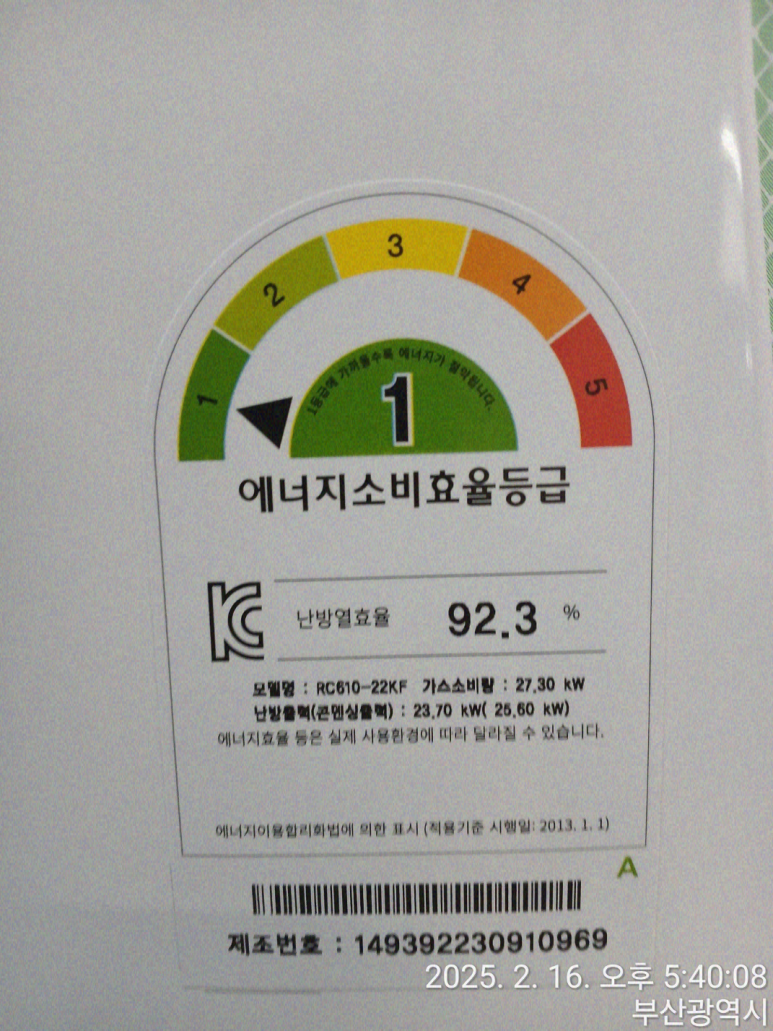 1
2
3
4
5
1등급에 가까울수록 에너지가 절약됩니다.
1
에너지소비효율등급
KC 난방열효율 92.3 %
모델명 : RC610-22KF 가스소비량 : 27.30 kW
난방출력(콘덴싱출력) : 23.70 kW( 25.60 kW)
에너지효율 등은 실제 사용환경에 따라 달라질 수 있습니다.
에너지이용합리화법에 의한 표시 (적용기준 시행일: 2013. 1. 1)
A
제조번호 : 149392230910969
2025. 2. 16. 오후 5:40:08
부산광역시